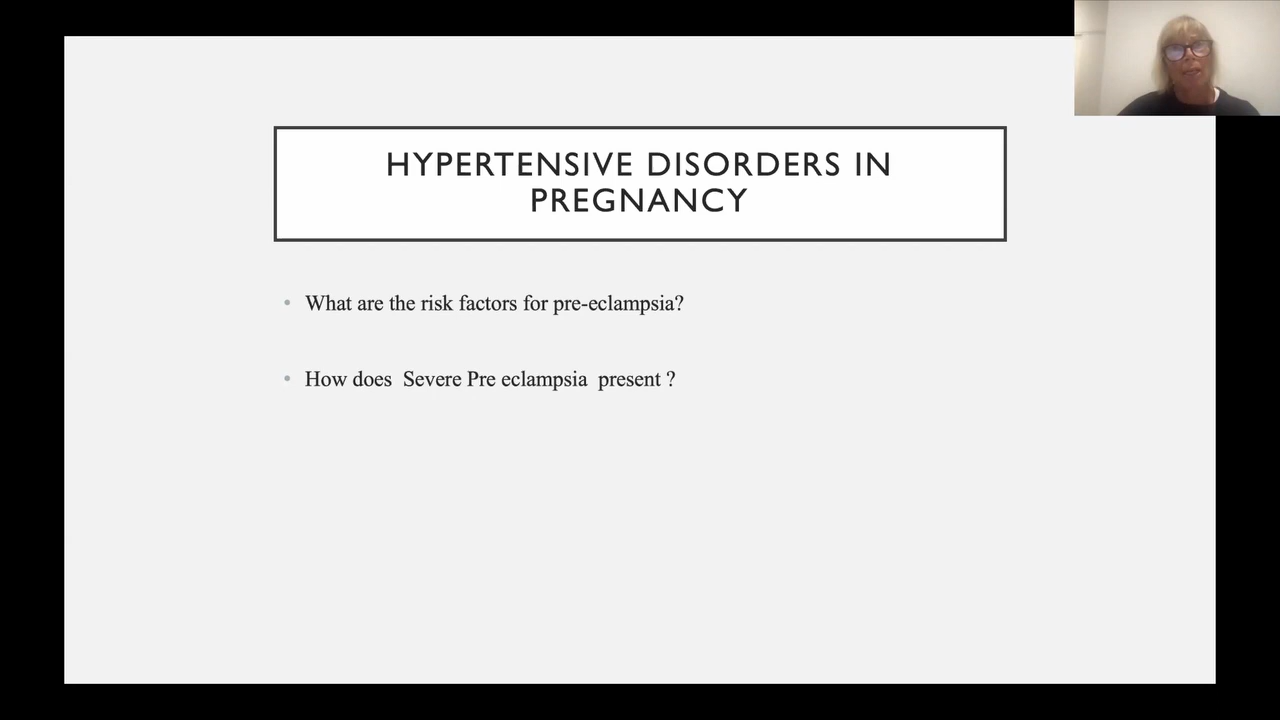 HYPERTENSIVE DISORDERS IN
PREGNANCY
• What are the risk factors for pre-eclampsia?
• How does  Severe Pre eclampsia  present ?